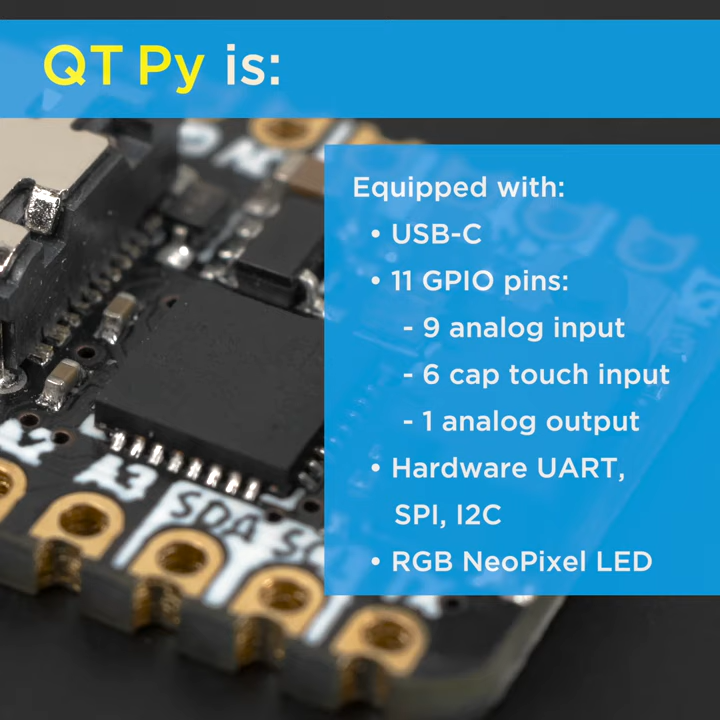 QT Py is:
Equipped with:
• USB-C
• 11 GPIO pins:
- 9 analog input
- 6 cap touch input
- 1 analog output
• Hardware UART,
SPI, I2C
• RGB NeoPixel LED
A2
A3
SDA